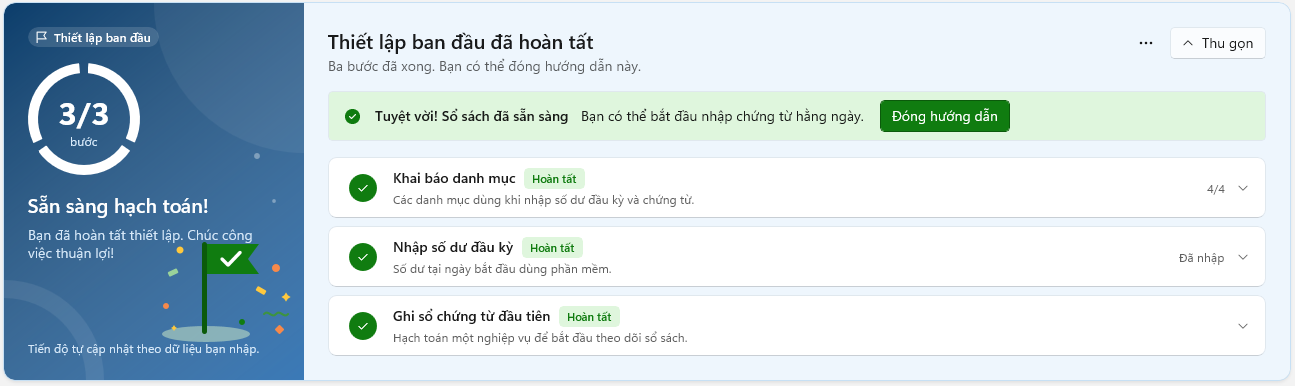 Thiết lập ban đầu
3/3
bước
Sẵn sàng hạch toán!
Bạn đã hoàn tất thiết lập. Chúc công
việc thuận lợi!
Tiến độ tự cập nhật theo dữ liệu bạn nhập.
Thiết lập ban đầu đã hoàn tất
Ba bước đã xong. Bạn có thể đóng hướng dẫn này.
Thu gọn
Tuyệt vời! Sổ sách đã sẵn sàng Bạn có thể bắt đầu nhập chứng từ hằng ngày. Đóng hướng dẫn
Khai báo danh mục Hoàn tất
Các danh mục dùng khi nhập số dư đầu kỳ và chứng từ.
4/4
Nhập số dư đầu kỳ Hoàn tất
Số dư tại ngày bắt đầu dùng phần mềm.
Đã nhập
Ghi sổ chứng từ đầu tiên Hoàn tất
Hạch toán một nghiệp vụ để bắt đầu theo dõi sổ sách.